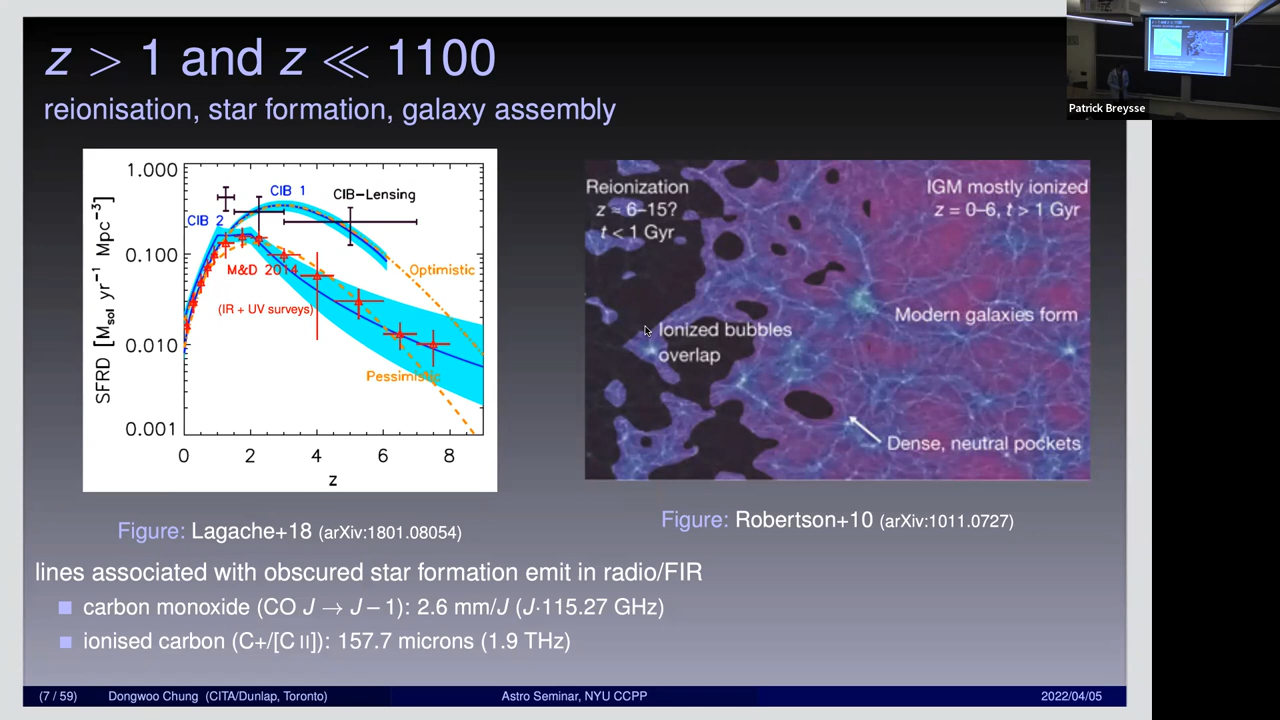 z > 1 and z ≪ 1100
reionisation, star formation, galaxy assembly
Patrick Breysse
1.000
0.100
0.010
0.001
SFRD [M_sol yr⁻¹ Mpc⁻³]
CIB 1
CIB-Lensing
CIB 2
M&D 2014
Optimistic
(IR + UV surveys)
Pessimistic
0 2 4 6 8
z
Reionization
z ≈ 6–15?
t < 1 Gyr
IGM mostly ionized
z = 0–6, t > 1 Gyr
Modern galaxies form
Ionized bubbles
overlap
Dense, neutral pockets
Figure: Lagache+18 (arXiv:1801.08054)
Figure: Robertson+10 (arXiv:1011.0727)
lines associated with obscured star formation emit in radio/FIR
carbon monoxide (CO J → J – 1): 2.6 mm/J (J·115.27 GHz)
ionised carbon (C+/[C II]): 157.7 microns (1.9 THz)
(7 / 59) Dongwoo Chung (CITA/Dunlap, Toronto) Astro Seminar, NYU CCPP 2022/04/05